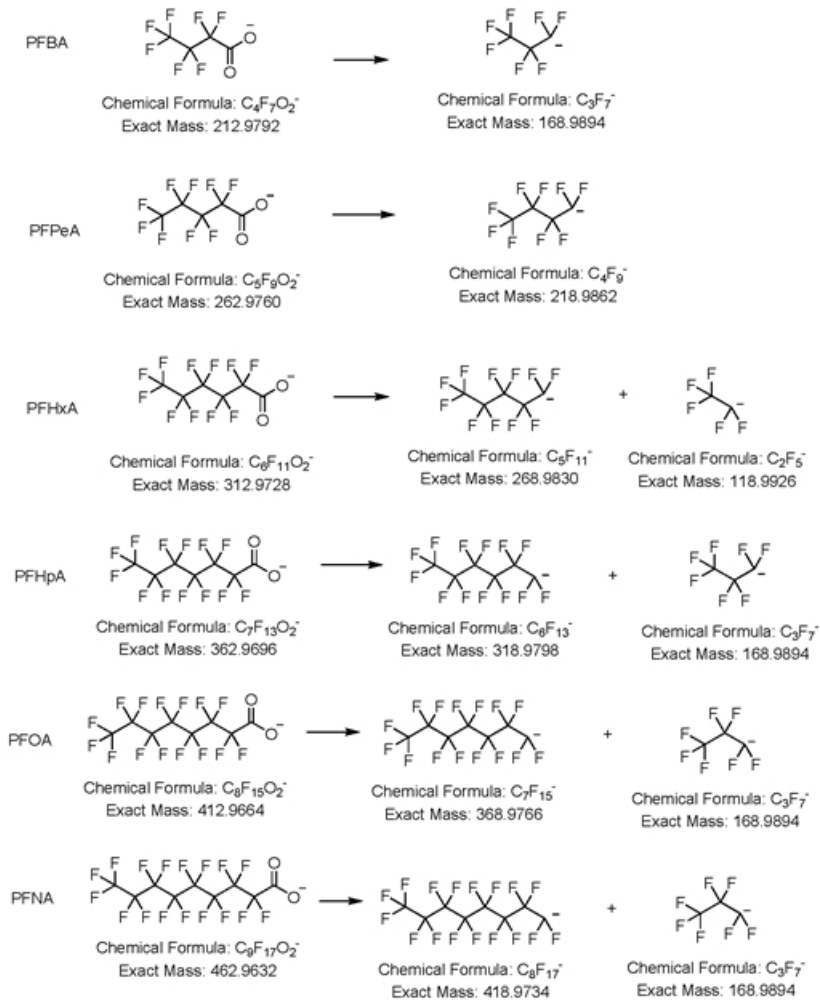 PFBA
Chemical Formula: C₄F₇O₂⁻
Exact Mass: 212.9792
Chemical Formula: C₃F₇⁻
Exact Mass: 168.9894
PFPeA
Chemical Formula: C₅F₉O₂⁻
Exact Mass: 262.9760
Chemical Formula: C₄F₉⁻
Exact Mass: 218.9862
PFHxA
+
Chemical Formula: C₆F₁₁O₂⁻
Exact Mass: 312.9728
Chemical Formula: C₅F₁₁⁻
Exact Mass: 268.9830
Chemical Formula: C₂F₅⁻
Exact Mass: 118.9926
PFHpA
+
Chemical Formula: C₇F₁₃O₂⁻
Exact Mass: 362.9696
Chemical Formula: C₆F₁₃⁻
Exact Mass: 318.9798
Chemical Formula: C₃F₇⁻
Exact Mass: 168.9894
PFOA
+
Chemical Formula: C₈F₁₅O₂⁻
Exact Mass: 412.9664
Chemical Formula: C₇F₁₅⁻
Exact Mass: 368.9766
Chemical Formula: C₃F₇⁻
Exact Mass: 168.9894
PFNA
+
Chemical Formula: C₉F₁₇O₂⁻
Exact Mass: 462.9632
Chemical Formula: C₈F₁₇⁻
Exact Mass: 418.9734
Chemical Formula: C₃F₇⁻
Exact Mass: 168.9894